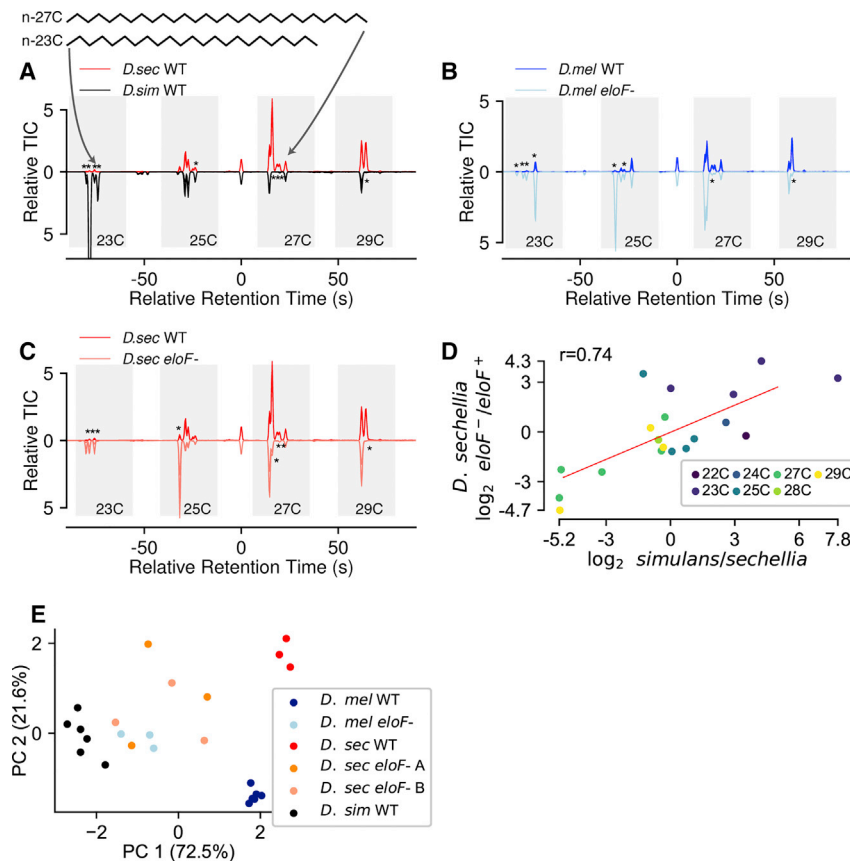 n-27C
n-23C
A
D.sec WT
D.sim WT
Relative TIC
5
0
5
** ** * *** *
23C 25C 27C 29C
-50 0 50
Relative Retention Time (s)
B
D.mel WT
D.mel eloF-
Relative TIC
5
0
5
* ** * * * * *
23C 25C 27C 29C
-50 0 50
Relative Retention Time (s)
C
D.sec WT
D.sec eloF-
Relative TIC
5
0
5
*** * ** * *
23C 25C 27C 29C
-50 0 50
Relative Retention Time (s)
D
r=0.74
D. sechellia
log₂ eloF⁻/eloF⁺
4.3
3
0
-3
-4.7
22C 24C 27C 29C
23C 25C 28C
-5.2 -3 0 3 7.8
log₂ simulans/sechellia
E
PC 2 (21.6%)
2
0
D. mel WT
D. mel eloF-
D. sec WT
D. sec eloF- A
D. sec eloF- B
D. sim WT
−2 0 2
PC 1 (72.5%)